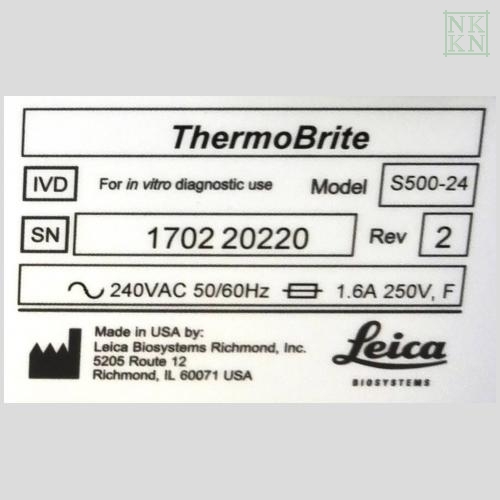 NK
KN
ThermoBrite
IVD For in vitro diagnostic use Model S500-24
SN 1702 20220 Rev 2
240VAC 50/60Hz 1.6A 250V, F
Made in USA by:
Leica Biosystems Richmond, Inc.
5205 Route 12
Richmond, IL 60071 USA
Leica
BIOSYSTEMS